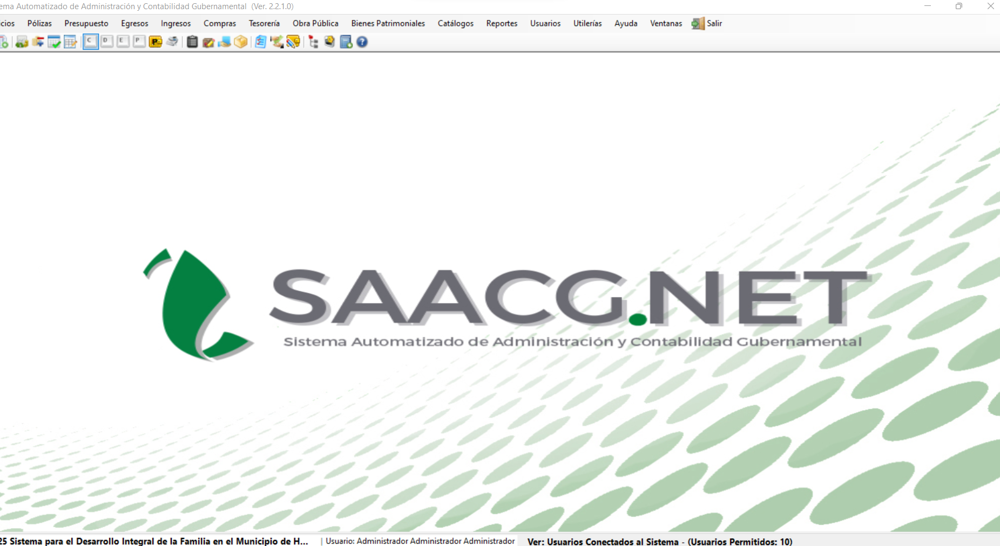 ema Automatizado de Administración y Contabilidad Gubernamental (Ver. 2.2.1.0)
icios Pólizas Presupuesto Egresos Ingresos Compras Tesorería Obra Pública Bienes Patrimoniales Catálogos Reportes Usuarios Utilerías Ayuda Ventanas Salir
C D E P P
SAACG.NET
Sistema Automatizado de Administración y Contabilidad Gubernamental
25 Sistema para el Desarrollo Integral de la Familia en el Municipio de H... | Usuario: Administrador Administrador Administrador Ver: Usuarios Conectados al Sistema - (Usuarios Permitidos: 10)